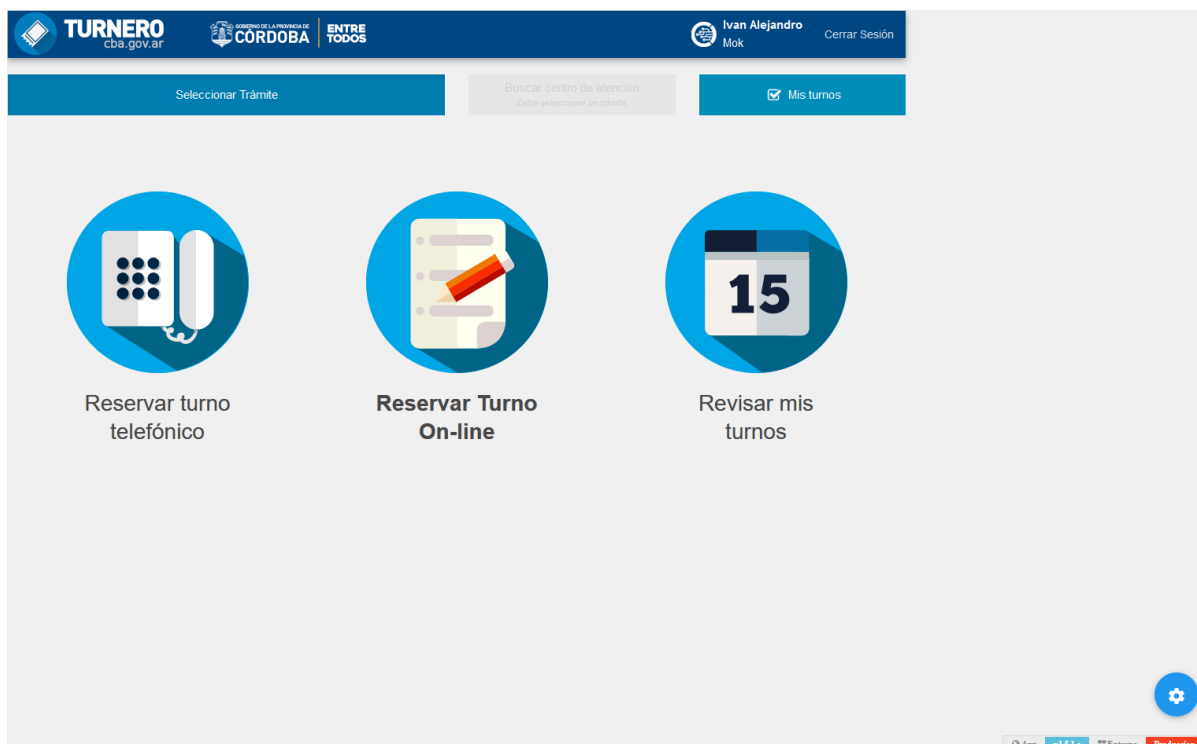 TURNERO
cba.gov.ar
GOBIERNO DE LA PROVINCIA DE
CÓRDOBA
ENTRE
TODOS
Ivan Alejandro
Mok
Cerrar Sesión
Seleccionar Trámite
Buscar centro de atención
Debe seleccionar un trámite
Mis turnos
15
Reservar turno
telefónico
Reservar Turno
On-line
Revisar mis
turnos